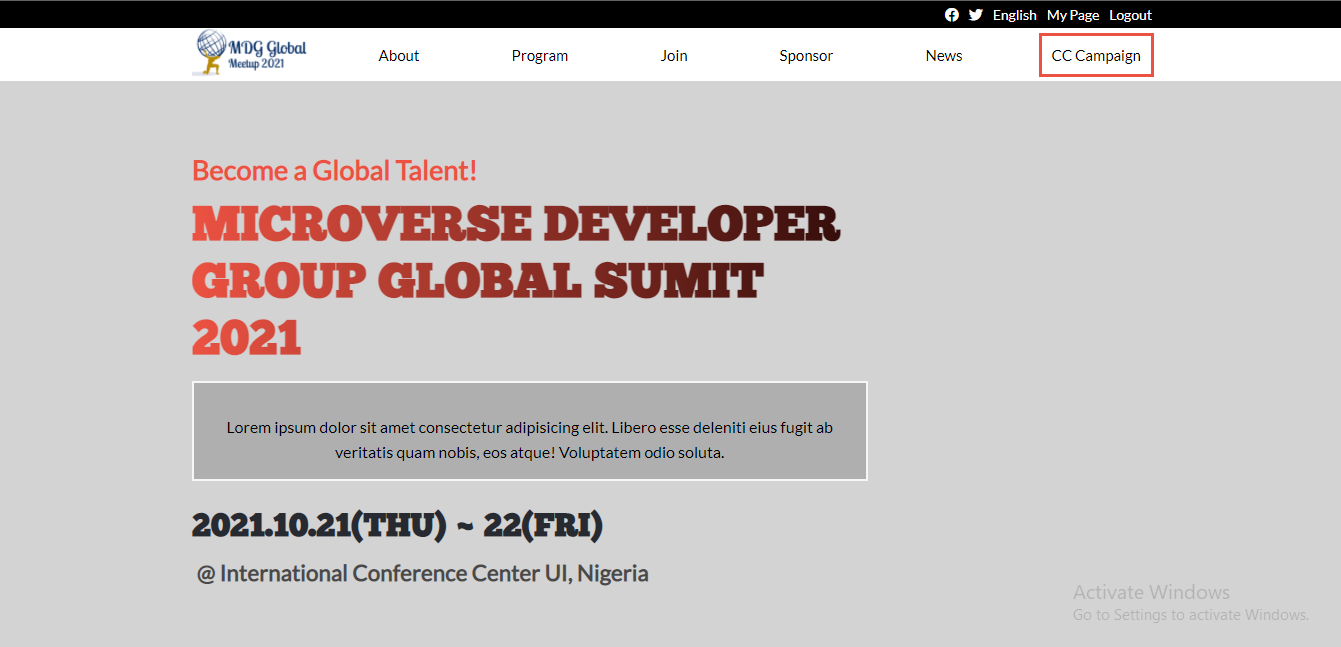 English My Page Logout
MDG Global
Meetup 2021
About Program Join Sponsor News CC Campaign
Become a Global Talent!
MICROVERSE DEVELOPER
GROUP GLOBAL SUMIT
2021
Lorem ipsum dolor sit amet consectetur adipisicing elit. Libero esse deleniti eius fugit ab
veritatis quam nobis, eos atque! Voluptatem odio soluta.
2021.10.21(THU) ~ 22(FRI)
@ International Conference Center UI, Nigeria
Activate Windows
Go to Settings to activate Windows.